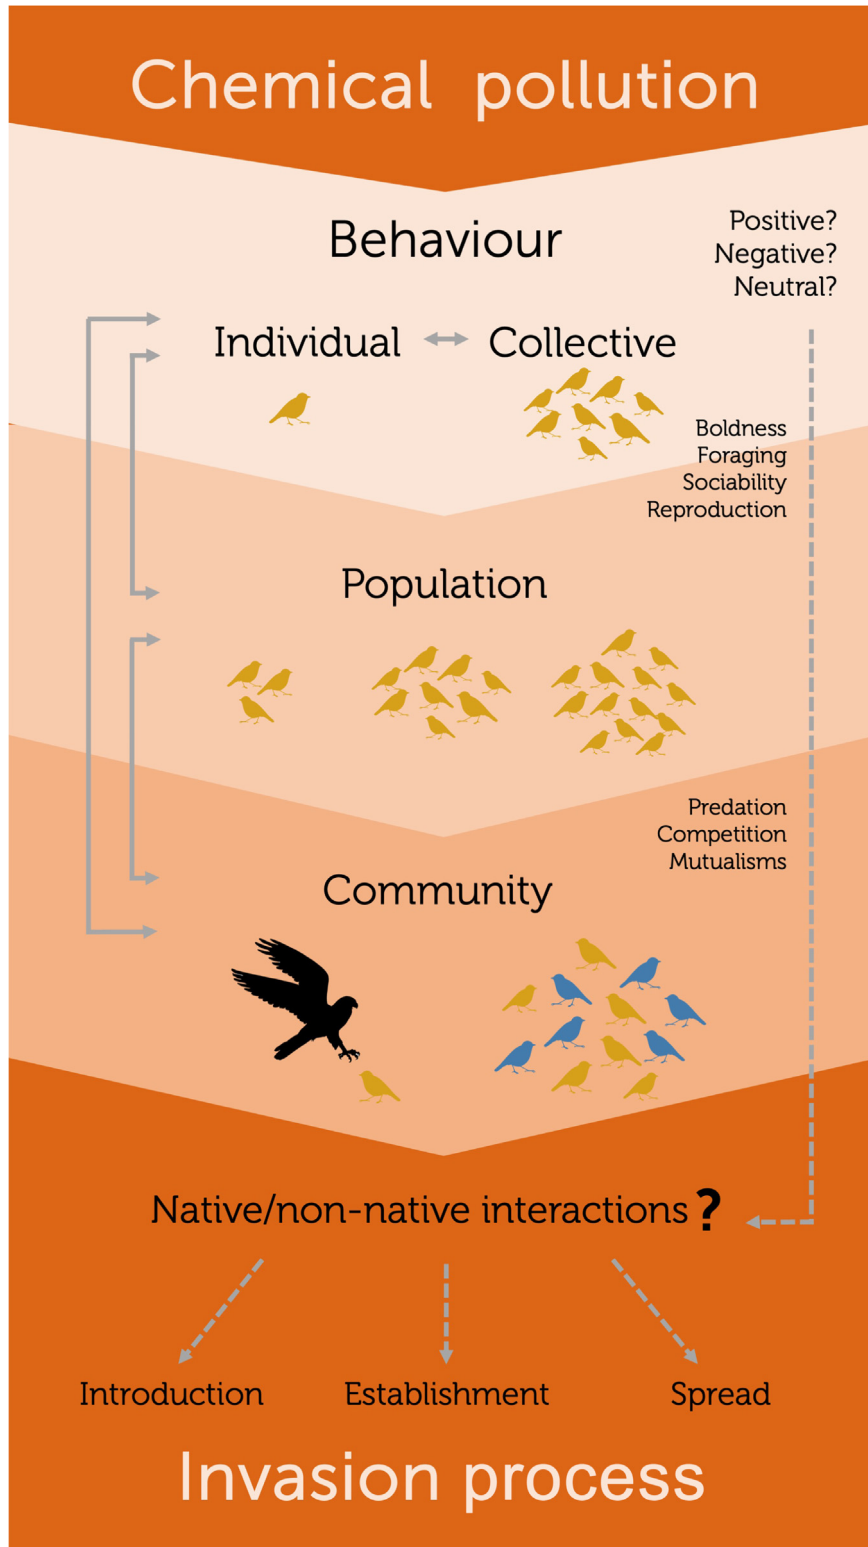 Chemical pollution
Behaviour
Positive?
Negative?
Neutral?
Individual
Collective
Boldness
Foraging
Sociability
Reproduction
Population
Predation
Competition
Mutualisms
Community
Native/non-native interactions ?
Introduction
Establishment
Spread
Invasion process